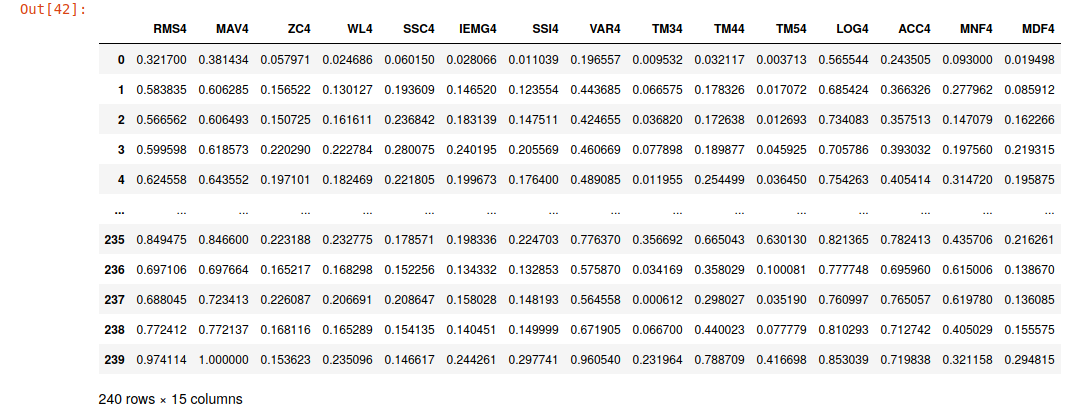 Out[42]:
RMS4 MAV4 ZC4 WL4 SSC4 IEMG4 SSI4 VAR4 TM34 TM44 TM54 LOG4 ACC4 MNF4 MDF4
0 0.321700 0.381434 0.057971 0.024686 0.060150 0.028066 0.011039 0.196557 0.009532 0.032117 0.003713 0.565544 0.243505 0.093000 0.019498
1 0.583835 0.606285 0.156522 0.130127 0.193609 0.146520 0.123554 0.443685 0.066575 0.178326 0.017072 0.685424 0.366326 0.277962 0.085912
2 0.566562 0.606493 0.150725 0.161611 0.236842 0.183139 0.147511 0.424655 0.036820 0.172638 0.012693 0.734083 0.357513 0.147079 0.162266
3 0.599598 0.618573 0.220290 0.222784 0.280075 0.240195 0.205569 0.460669 0.077898 0.189877 0.045925 0.705786 0.393032 0.197560 0.219315
4 0.624558 0.643552 0.197101 0.182469 0.221805 0.199673 0.176400 0.489085 0.011955 0.254499 0.036450 0.754263 0.405414 0.314720 0.195875
... ... ... ... ... ... ... ... ... ... ... ... ... ... ... ...
235 0.849475 0.846600 0.223188 0.232775 0.178571 0.198336 0.224703 0.776370 0.356692 0.665043 0.630130 0.821365 0.782413 0.435706 0.216261
236 0.697106 0.697664 0.165217 0.168298 0.152256 0.134332 0.132853 0.575870 0.034169 0.358029 0.100081 0.777748 0.695960 0.615006 0.138670
237 0.688045 0.723413 0.226087 0.206691 0.208647 0.158028 0.148193 0.564558 0.000612 0.298027 0.035190 0.760997 0.765057 0.619780 0.136085
238 0.772412 0.772137 0.168116 0.165289 0.154135 0.140451 0.149999 0.671905 0.066700 0.440023 0.077779 0.810293 0.712742 0.405029 0.155575
239 0.974114 1.000000 0.153623 0.235096 0.146617 0.244261 0.297741 0.960540 0.231964 0.788709 0.416698 0.853039 0.719838 0.321158 0.294815
240 rows × 15 columns